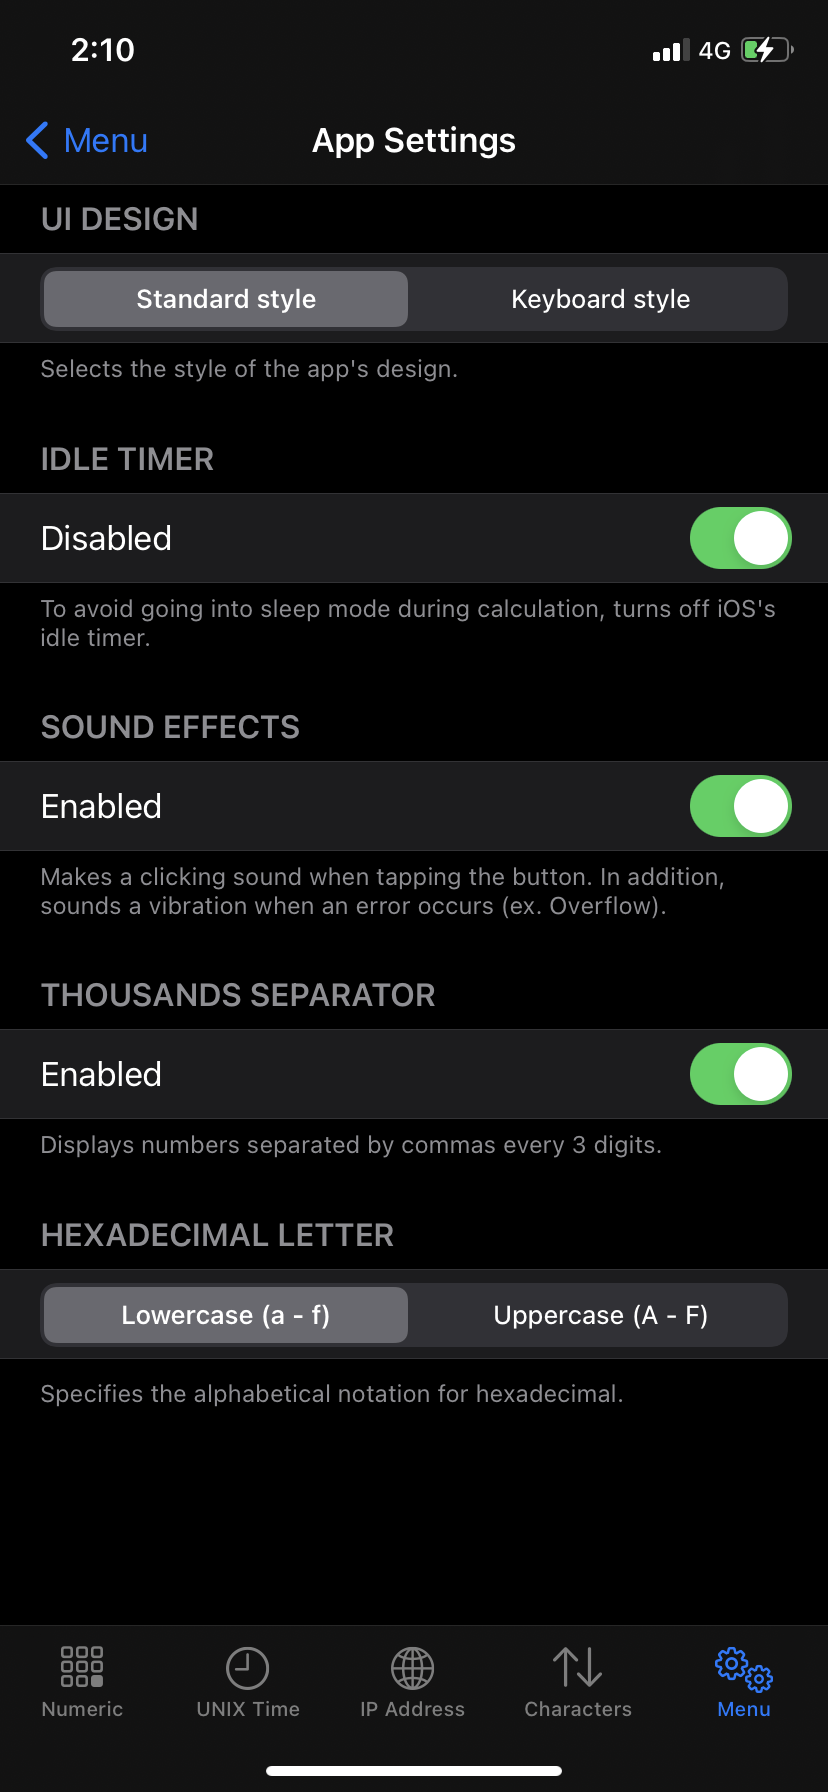 2:10
4G
Menu
App Settings
UI DESIGN
Standard style
Keyboard style
Selects the style of the app's design.
IDLE TIMER
Disabled
To avoid going into sleep mode during calculation, turns off iOS's
idle timer.
SOUND EFFECTS
Enabled
Makes a clicking sound when tapping the button. In addition,
sounds a vibration when an error occurs (ex. Overflow).
THOUSANDS SEPARATOR
Enabled
Displays numbers separated by commas every 3 digits.
HEXADECIMAL LETTER
Lowercase (a - f)
Uppercase (A - F)
Specifies the alphabetical notation for hexadecimal.
Numeric
UNIX Time
IP Address
Characters
Menu